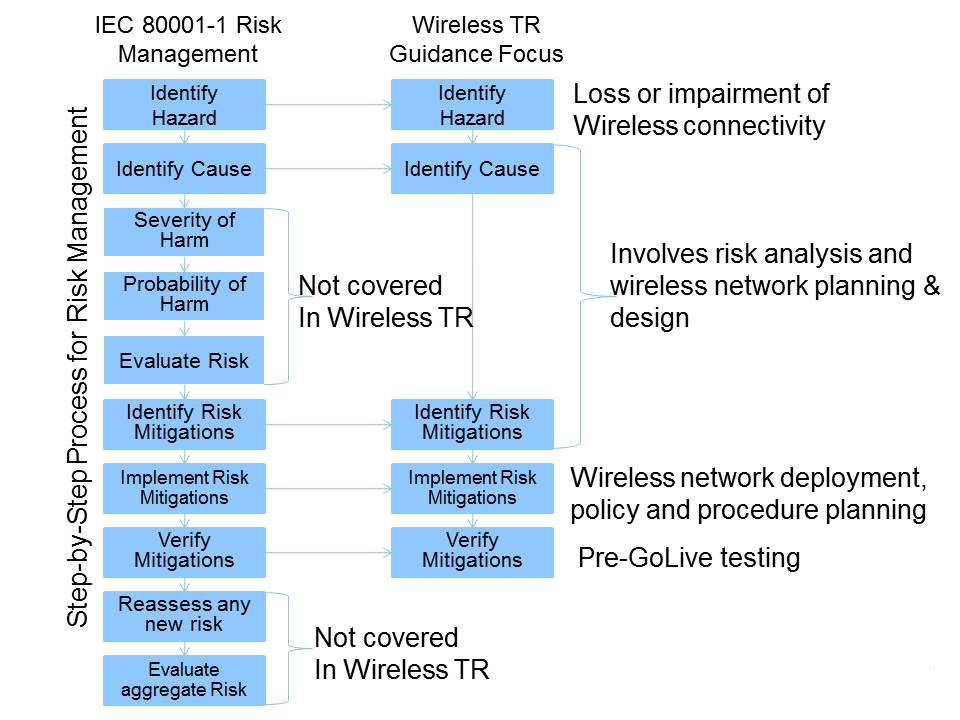 IEC 80001-1 Risk
Management
Wireless TR
Guidance Focus
Step-by-Step Process for Risk Management
Identify
Hazard
Identify
Hazard
Loss or impairment of
Wireless connectivity
Identify Cause
Identify Cause
Severity of
Harm
Probability of
Harm
Evaluate Risk
Not covered
In Wireless TR
Involves risk analysis and
wireless network planning &
design
Identify Risk
Mitigations
Identify Risk
Mitigations
Implement Risk
Mitigations
Implement Risk
Mitigations
Wireless network deployment,
policy and procedure planning
Verify
Mitigations
Verify
Mitigations
Pre-GoLive testing
Reassess any
new risk
Evaluate
aggregate Risk
Not covered
In Wireless TR